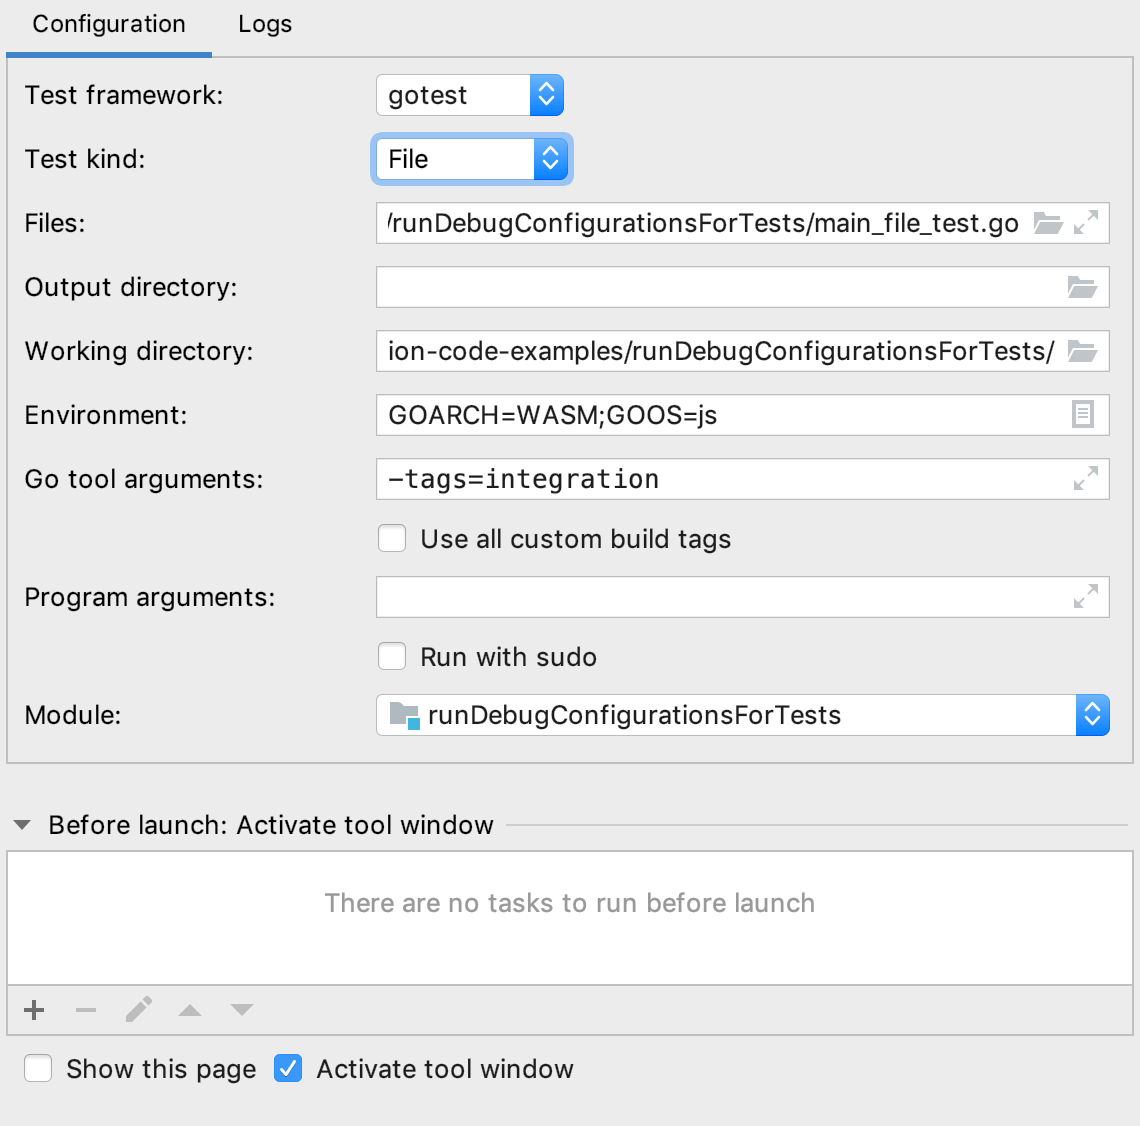 Configuration Logs
Test framework: gotest
Test kind: File
Files: /runDebugConfigurationsForTests/main_file_test.go
Output directory:
Working directory: ion-code-examples/runDebugConfigurationsForTests/
Environment: GOARCH=WASM;GOOS=js
Go tool arguments: -tags=integration
Use all custom build tags
Program arguments:
Run with sudo
Module: runDebugConfigurationsForTests
Before launch: Activate tool window
There are no tasks to run before launch
Show this page Activate tool window